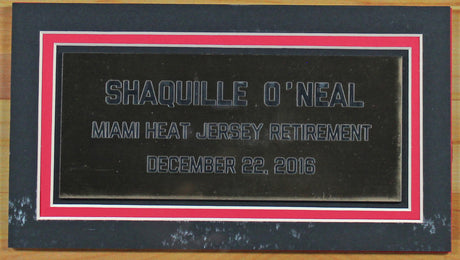 SHAQUILLE O'NEAL
MIAMI HEAT JERSEY RETIREMENT
DECEMBER 22, 2016